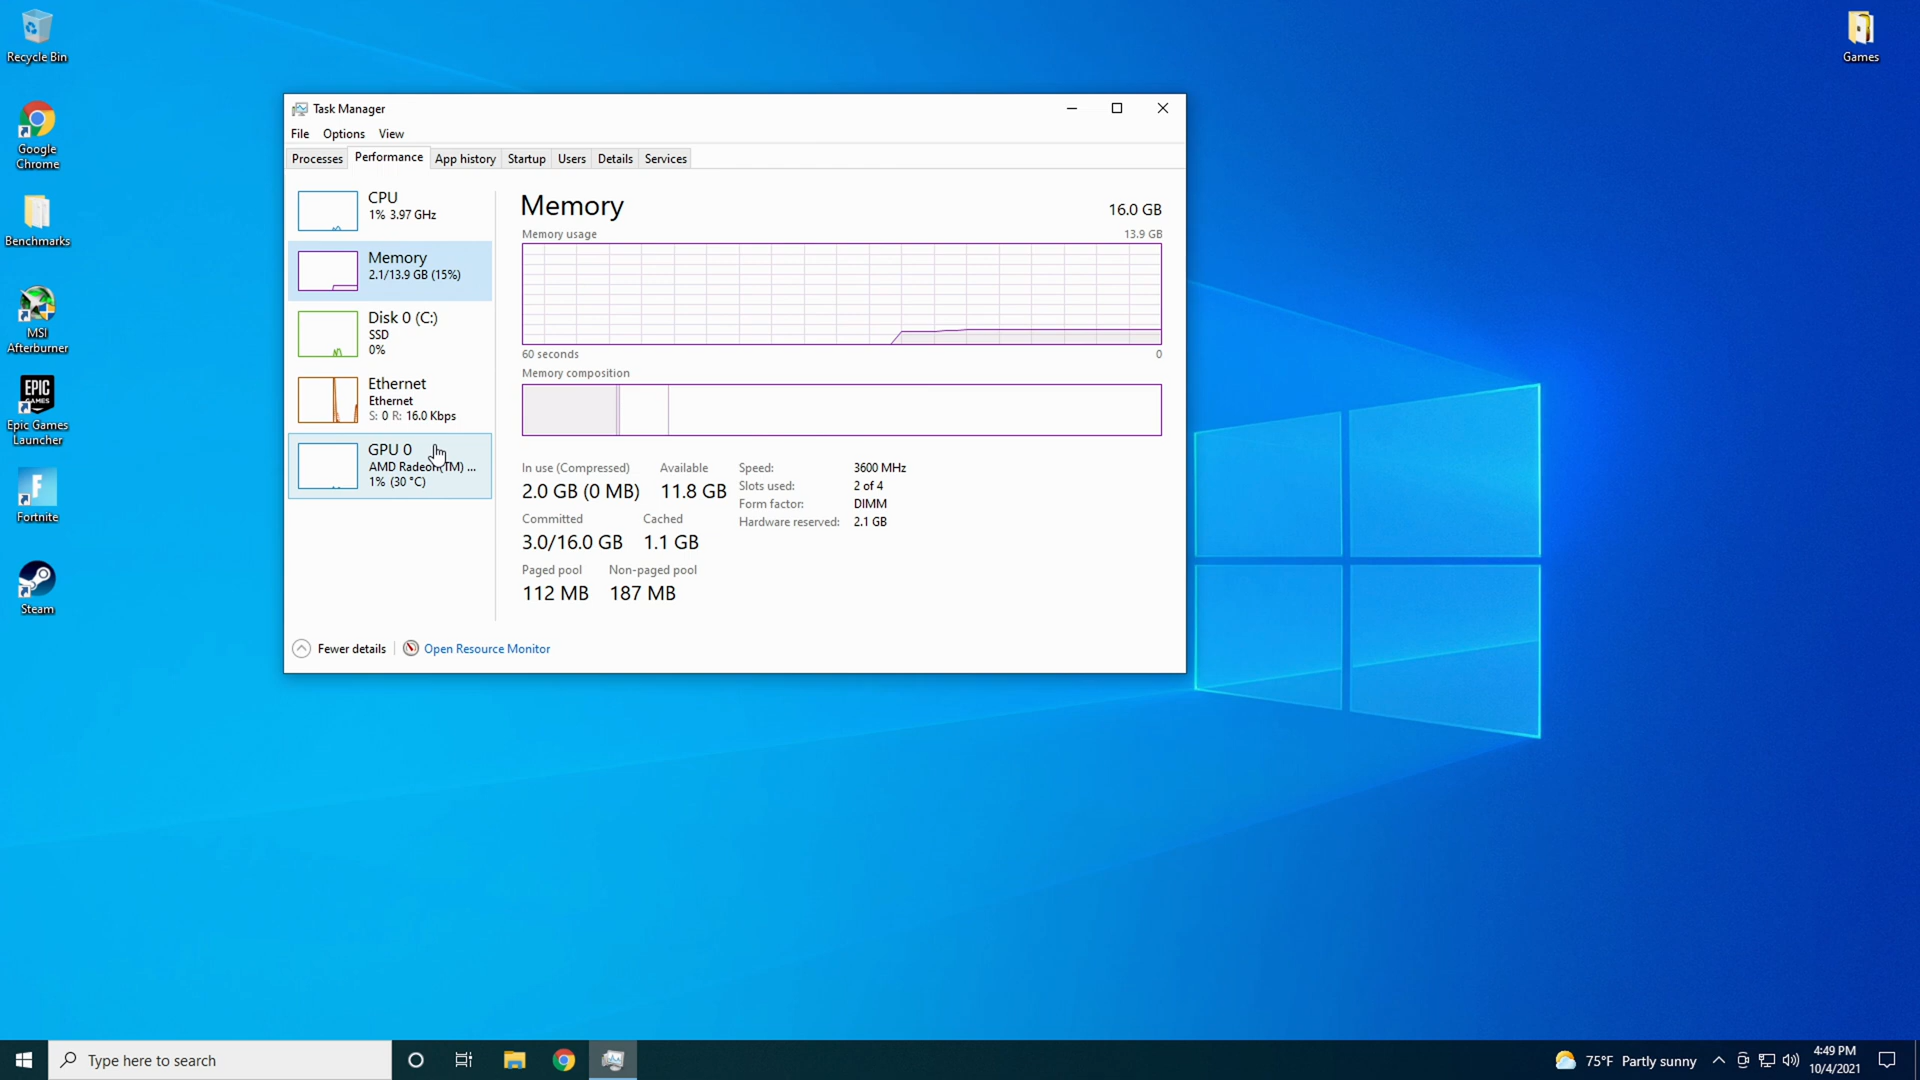 Recycle Bin
Google
Chrome
Benchmarks
MSI
Afterburner
EPIC
GAMES
Epic Games
Launcher
F
Fortnite
Steam
Games
Task Manager
File Options View
Processes Performance App history Startup Users Details Services
CPU
1% 3.97 GHz
Memory
2.1/13.9 GB (15%)
Disk 0 (C:)
SSD
0%
Ethernet
Ethernet
S: 0 R: 16.0 Kbps
GPU 0
AMD Radeon(TM) ...
1% (30 °C)
Memory 16.0 GB
Memory usage 13.9 GB
60 seconds 0
Memory composition
In use (Compressed) Available
2.0 GB (0 MB) 11.8 GB
Committed Cached
3.0/16.0 GB 1.1 GB
Paged pool Non-paged pool
112 MB 187 MB
Speed: 3600 MHz
Slots used: 2 of 4
Form factor: DIMM
Hardware reserved: 2.1 GB
Fewer details Open Resource Monitor
Type here to search
75°F Partly sunny
4:49 PM
10/4/2021